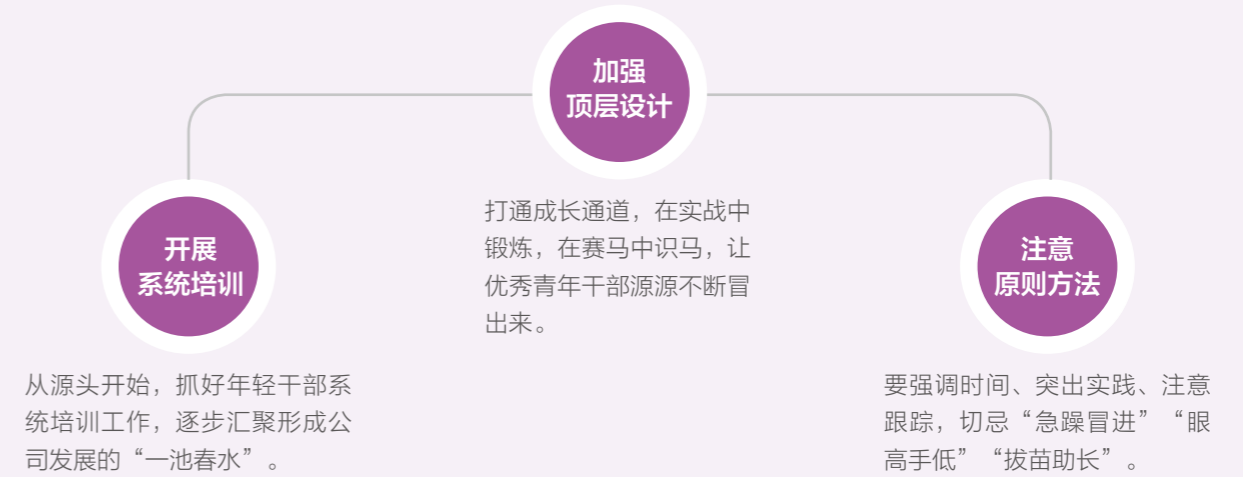 加强
顶层设计
打通成长通道，在实战中
锻炼，在赛马中识马，让
优秀青年干部源源不断冒
出来。
开展
系统培训
从源头开始，抓好年轻干部系
统培训工作，逐步汇聚形成公
司发展的“一池春水”。
注意
原则方法
要强调时间、突出实践、注意
跟踪，切忌“急躁冒进”“眼
高手低”“拔苗助长”。